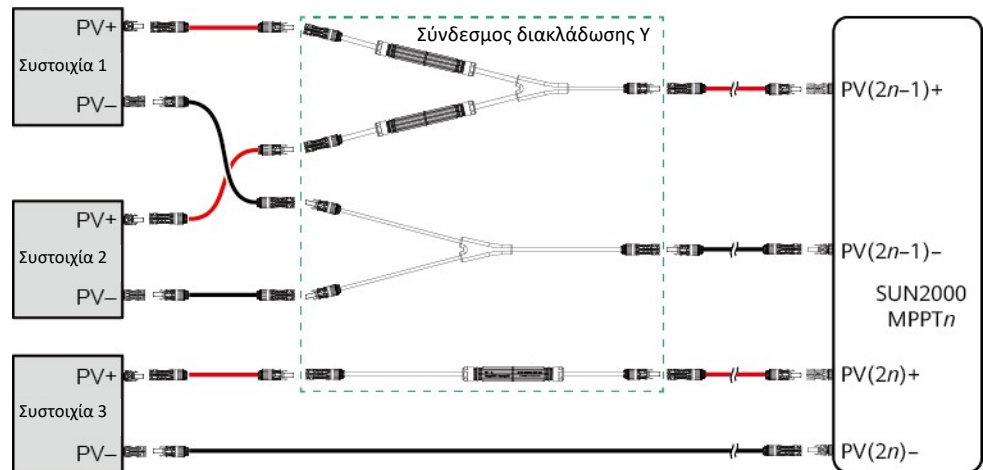 PV+
Συστοιχία 1
PV–
PV+
Συστοιχία 2
PV–
PV+
Συστοιχία 3
PV–
Σύνδεσμος διακλάδωσης Y
PV(2n–1)+
PV(2n–1)–
SUN2000
MPPTn
PV(2n)+
PV(2n)–